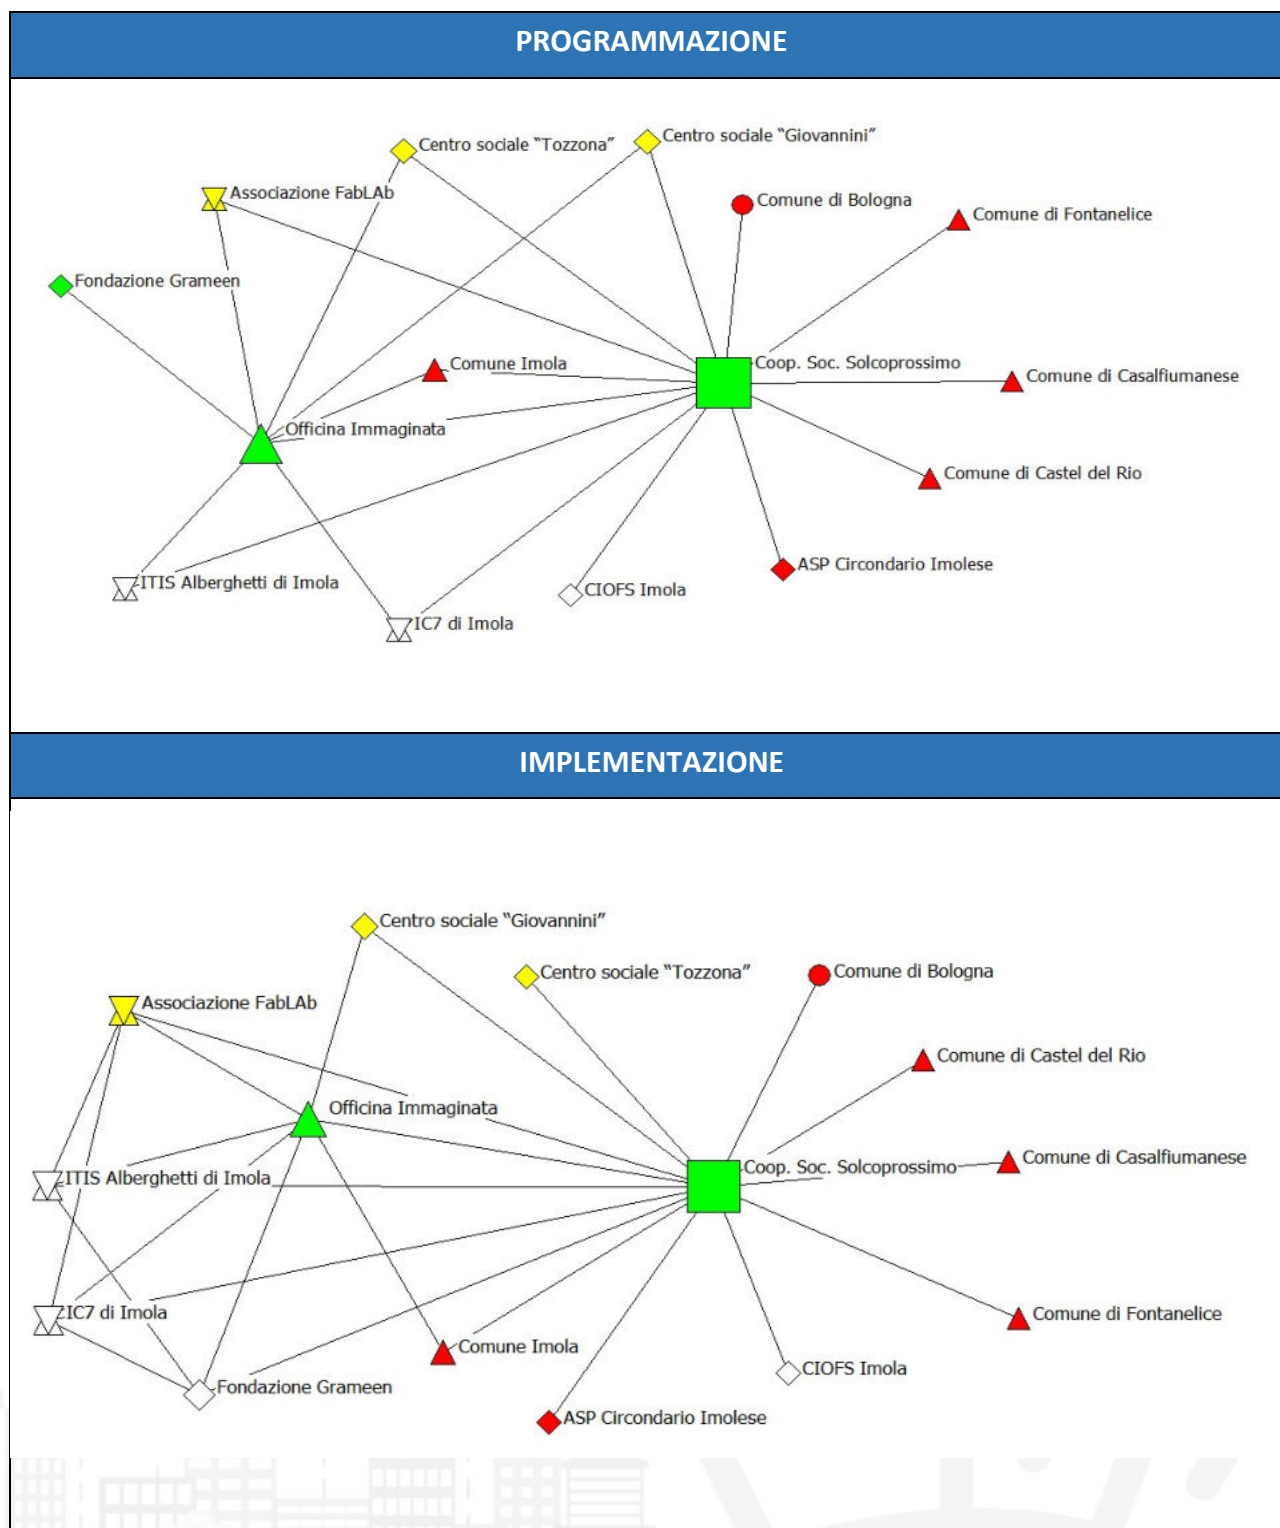 PROGRAMMAZIONE
Centro sociale “Tozzona”
Centro sociale “Giovannini”
Associazione FabLAb
Comune di Bologna
Comune di Fontanelice
Fondazione Grameen
Comune Imola
Coop. Soc. Solcoprossimo
Comune di Casalfiumanese
Officina Immaginata
Comune di Castel del Rio
ASP Circondario Imolese
ITIS Alberghetti di Imola
CIOFS Imola
IC7 di Imola
IMPLEMENTAZIONE
Centro sociale “Giovannini”
Centro sociale “Tozzona”
Comune di Bologna
Associazione FabLAb
Comune di Castel del Rio
Officina Immaginata
Coop. Soc. Solcoprossimo
Comune di Casalfiumanese
ITIS Alberghetti di Imola
IC7 di Imola
Comune di Fontanelice
Comune Imola
CIOFS Imola
Fondazione Grameen
ASP Circondario Imolese